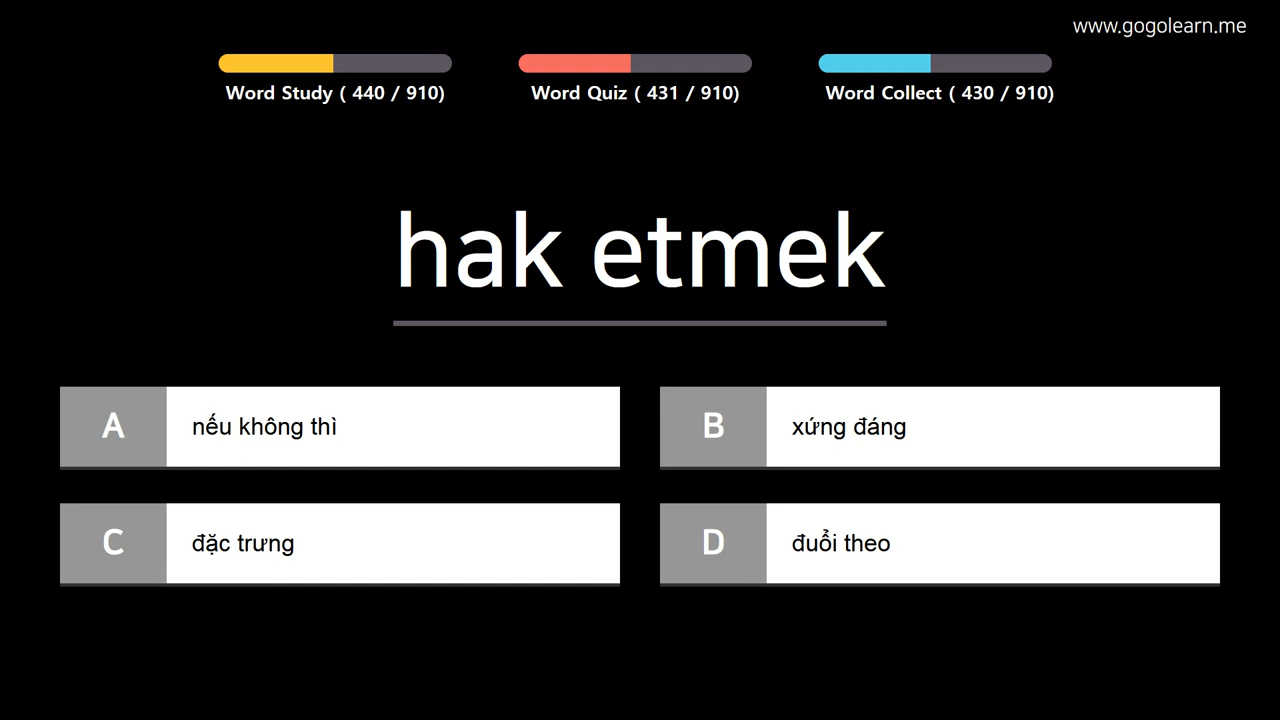 www.gogolearn.me
Word Study ( 440 / 910)
Word Quiz ( 431 / 910)
Word Collect ( 430 / 910)
hak etmek
A nếu không thì
B xứng đáng
C đặc trưng
D đuổi theo